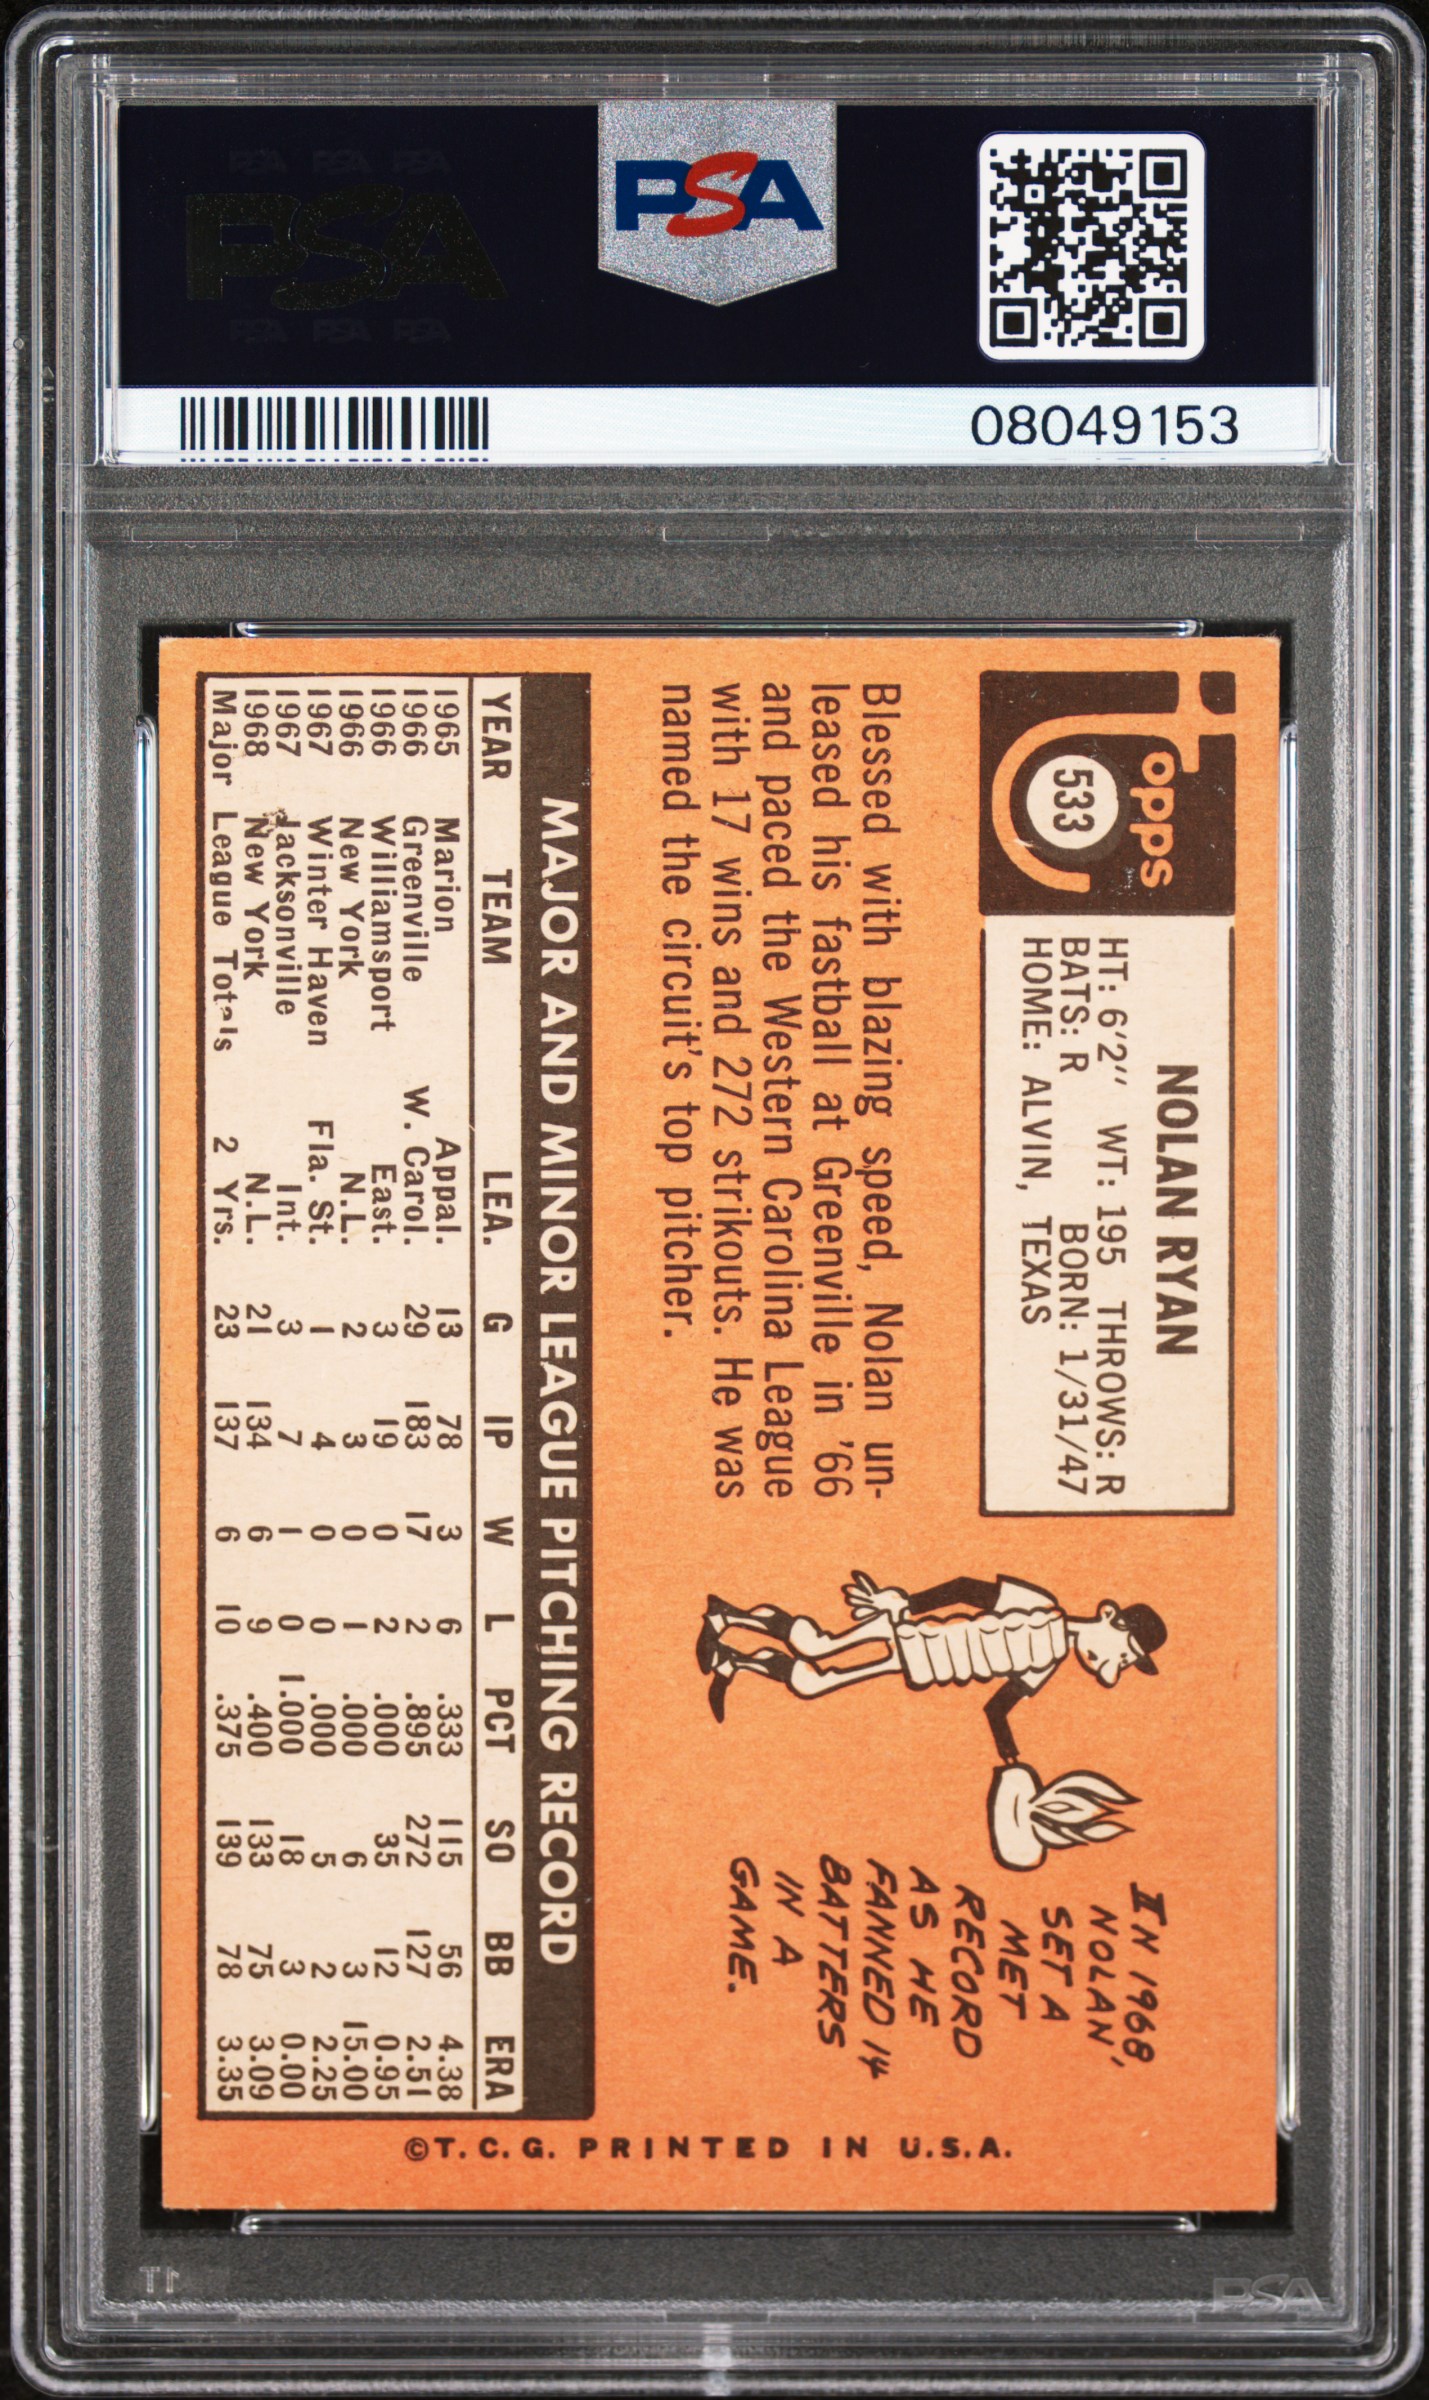 PSA PSA PSA
PSA
PSA PSA PSA
PSA
08049153
Topps
533
NOLAN RYAN
HT: 6'2" WT: 195 THROWS: R
BATS: R BORN: 1/31/47
HOME: ALVIN, TEXAS
Blessed with blazing speed, Nolan un-
leased his fastball at Greenville in '66
and paced the Western Carolina League
with 17 wins and 272 strikouts. He was
named the circuit's top pitcher.
IN 1968
NOLAN,
SET A
MET
RECORD
AS HE
FANNED 14
BATTERS
IN A
GAME.
MAJOR AND MINOR LEAGUE PITCHING RECORD
YEAR TEAM LEA. G IP W L PCT SO BB ERA
1965 Marion Appal. 13 78 3 6 .333 115 56 4.38
1966 Greenville W. Carol. 29 183 17 2 .895 272 127 2.51
1966 Williamsport East. 3 19 0 2 .000 35 12 0.95
1966 New York N.L. 2 3 0 1 .000 6 3 15.00
1967 Winter Haven Fla. St. 1 4 0 0 .000 5 2 2.25
1967 Jacksonville Int. 3 7 1 0 1.000 18 3 0.00
1968 New York N.L. 21 134 6 9 .400 133 75 3.09
Major League Totals 2 Yrs. 23 137 6 10 .375 139 78 3.35
©T.C.G. PRINTED IN U.S.A.
PSA